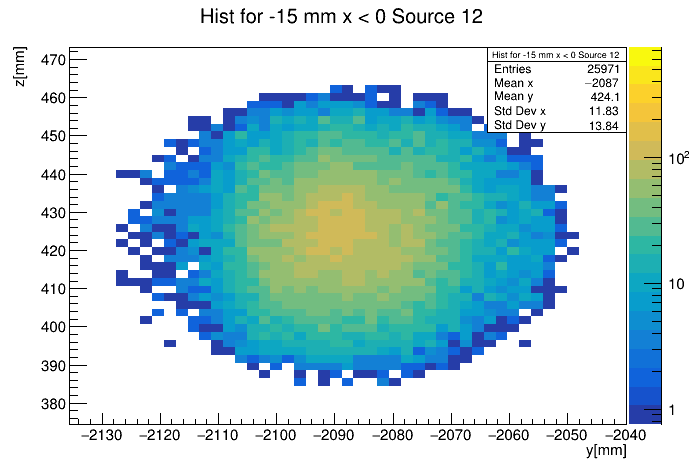 Hist for -15 mm x < 0 Source 12
z[mm]
470
460
450
440
430
420
410
400
390
380
Hist for -15 mm x < 0 Source 12
Entries 25971
Mean x −2087
Mean y 424.1
Std Dev x 11.83
Std Dev y 13.84
10²
10
1
−2130 −2120 −2110 −2100 −2090 −2080 −2070 −2060 −2050 −2040
y[mm]